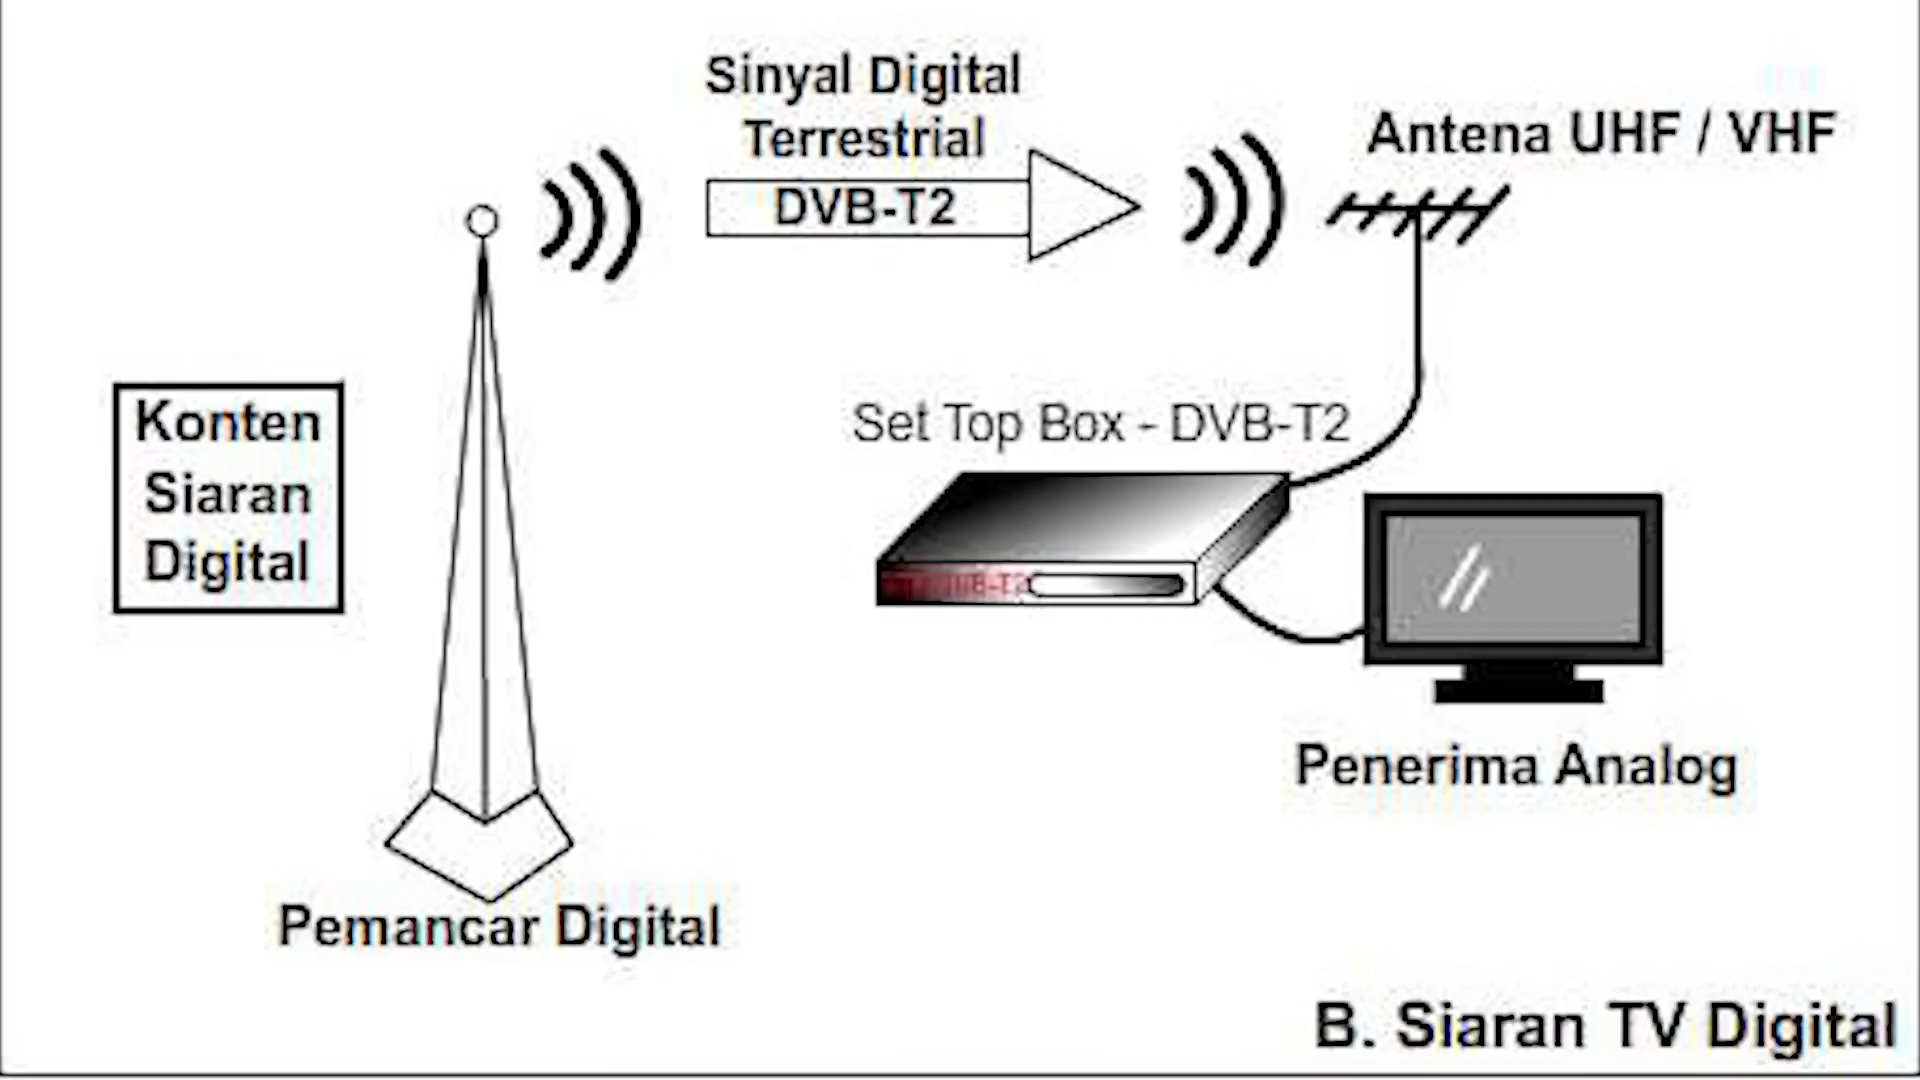 Sinyal Digital
Terrestrial
DVB-T2
Antena UHF / VHF
Konten
Siaran
Digital
Set Top Box - DVB-T2
Penerima Analog
Pemancar Digital
B. Siaran TV Digital